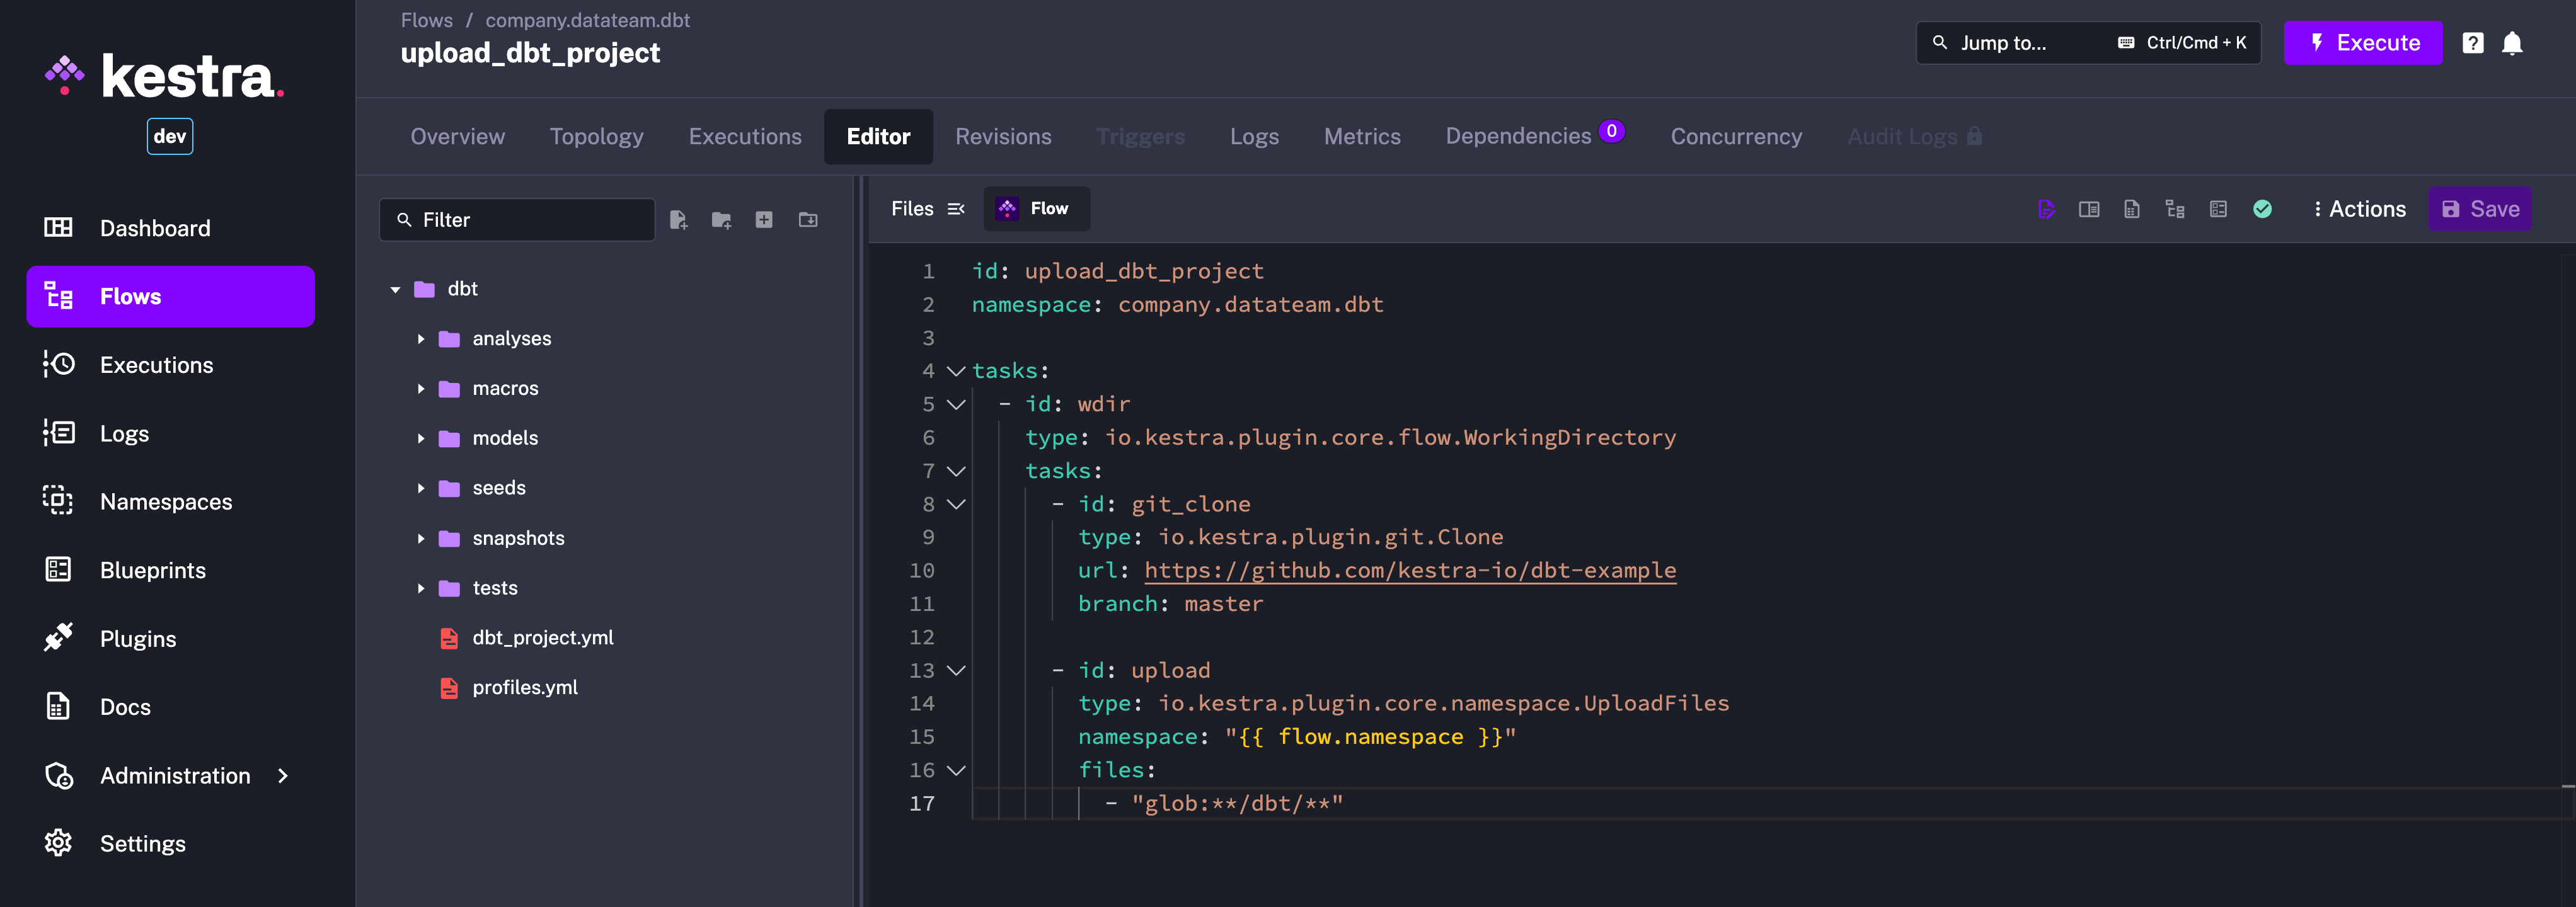 kestra.
dev
Dashboard
Flows
Executions
Logs
Namespaces
Blueprints
Plugins
Docs
Administration
Settings
Flows / company.datateam.dbt
upload_dbt_project
Jump to... Ctrl/Cmd + K
Execute
Overview Topology Executions Editor Revisions Triggers Logs Metrics Dependencies 0 Concurrency Audit Logs
Filter
dbt
analyses
macros
models
seeds
snapshots
tests
dbt_project.yml
profiles.yml
Files Flow
Actions Save
1 id: upload_dbt_project
2 namespace: company.datateam.dbt
3
4 tasks:
5   - id: wdir
6     type: io.kestra.plugin.core.flow.WorkingDirectory
7     tasks:
8       - id: git_clone
9         type: io.kestra.plugin.git.Clone
10         url: https://github.com/kestra-io/dbt-example
11         branch: master
12
13       - id: upload
14         type: io.kestra.plugin.core.namespace.UploadFiles
15         namespace: "{{ flow.namespace }}"
16         files:
17           - "glob:**/dbt/**"